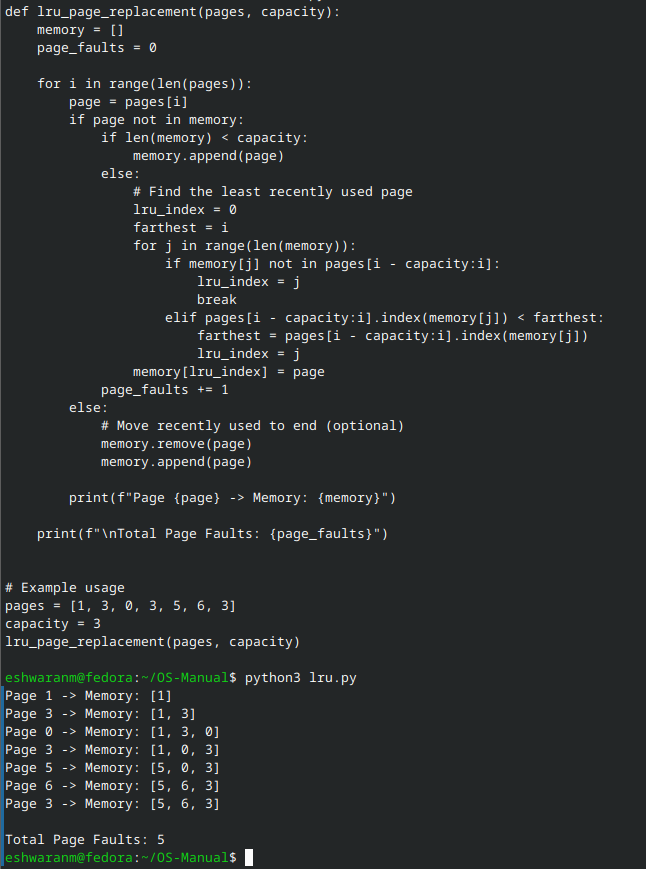 def lru_page_replacement(pages, capacity):
    memory = []
    page_faults = 0

    for i in range(len(pages)):
        page = pages[i]
        if page not in memory:
            if len(memory) < capacity:
                memory.append(page)
            else:
                # Find the least recently used page
                lru_index = 0
                farthest = i
                for j in range(len(memory)):
                    if memory[j] not in pages[i - capacity:i]:
                        lru_index = j
                        break
                    elif pages[i - capacity:i].index(memory[j]) < farthest:
                        farthest = pages[i - capacity:i].index(memory[j])
                        lru_index = j
                memory[lru_index] = page
            page_faults += 1
        else:
            # Move recently used to end (optional)
            memory.remove(page)
            memory.append(page)

        print(f"Page {page} -> Memory: {memory}")

    print(f"\nTotal Page Faults: {page_faults}")


# Example usage
pages = [1, 3, 0, 3, 5, 6, 3]
capacity = 3
lru_page_replacement(pages, capacity)

eshwaranm@fedora:~/OS-Manual$ python3 lru.py
Page 1 -> Memory: [1]
Page 3 -> Memory: [1, 3]
Page 0 -> Memory: [1, 3, 0]
Page 3 -> Memory: [1, 0, 3]
Page 5 -> Memory: [5, 0, 3]
Page 6 -> Memory: [5, 6, 3]
Page 3 -> Memory: [5, 6, 3]

Total Page Faults: 5
eshwaranm@fedora:~/OS-Manual$